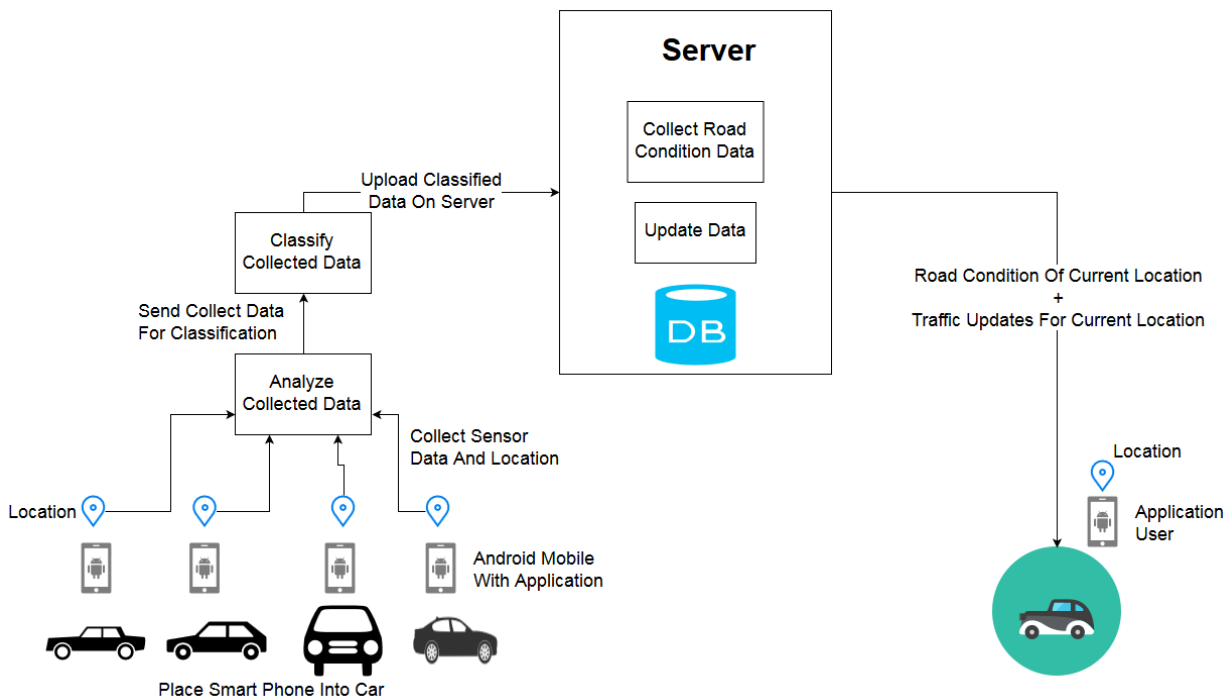 Server
Collect Road
Condition Data
Update Data
DB
Upload Classified
Data On Server
Classify
Collected Data
Send Collect Data
For Classification
Analyze
Collected Data
Collect Sensor
Data And Location
Location
Android Mobile
With Application
Place Smart Phone Into Car
Road Condition Of Current Location
+
Traffic Updates For Current Location
Location
Application
User